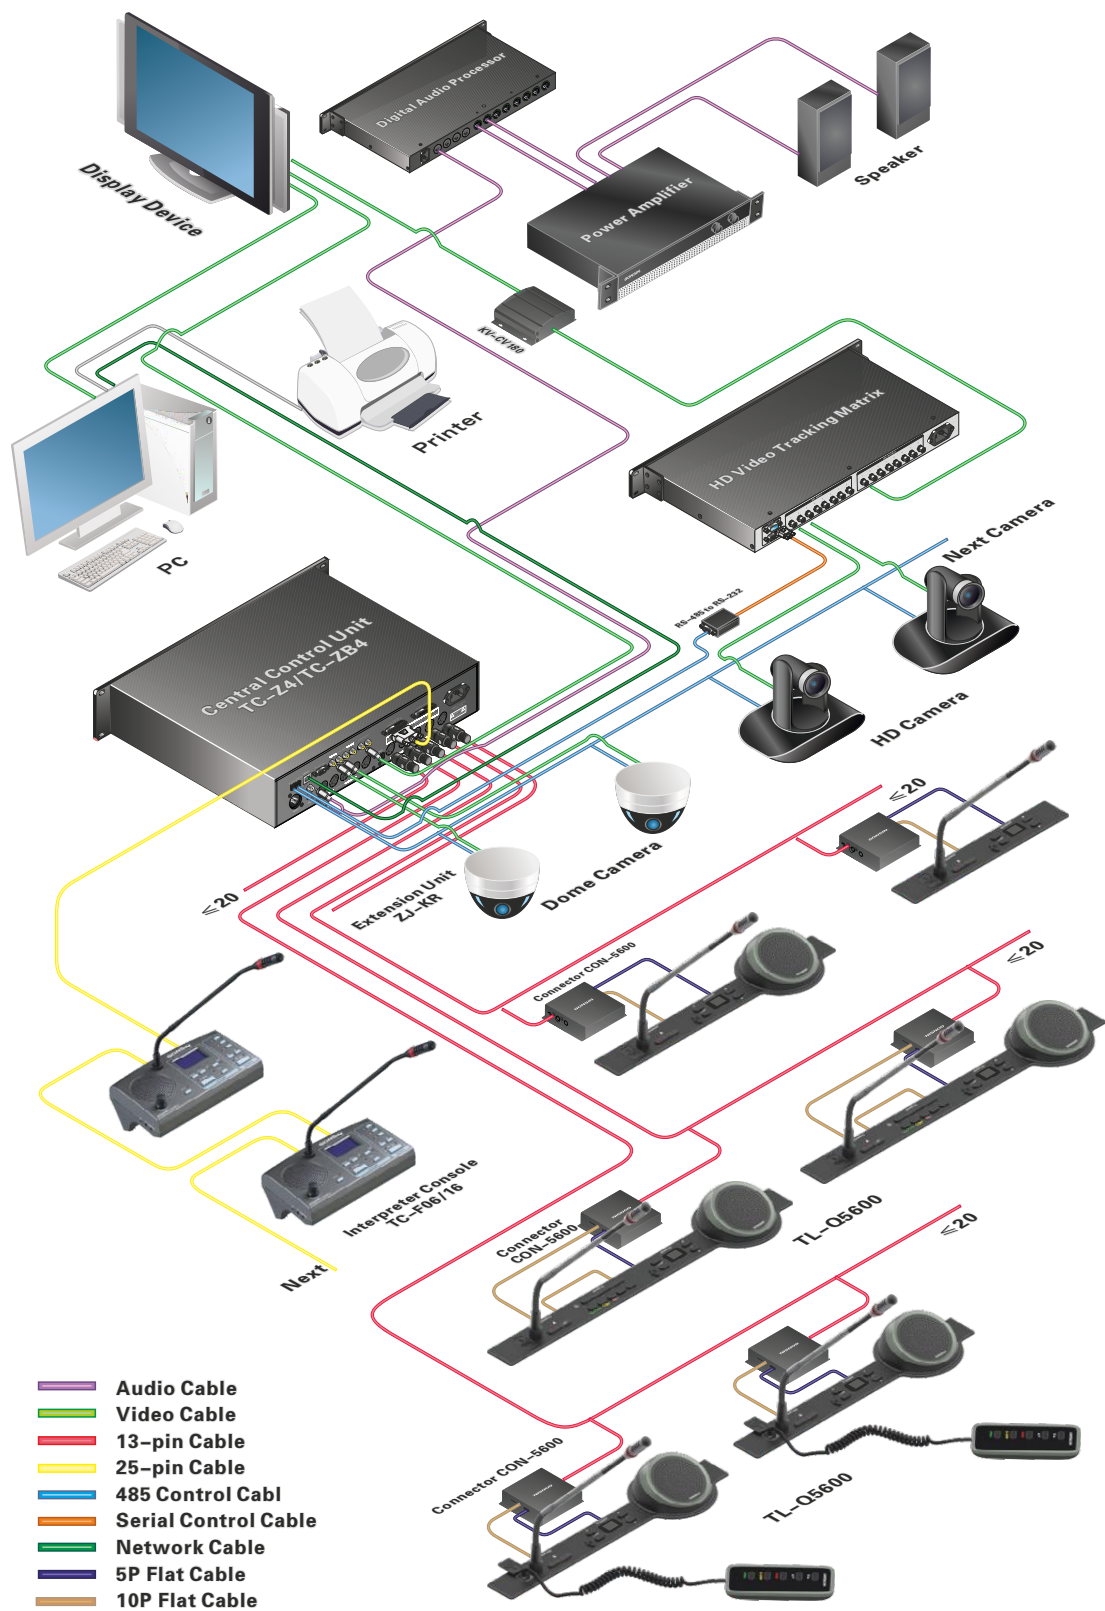 Digital Audio Processor
Display Device
Speaker
Power Amplifier
KV-CV180
Printer
HD Video Tracking Matrix
PC
Next Camera
RS-485 to RS-232
Central Control Unit
TC-Z4/TC-ZB4
HD Camera
≤20
Dome Camera
Extension Unit
ZJ-KR
≤20
Connector CON-5600
≤20
Interpreter Console
TC-F06/16
Next
Connector
CON-5600
TL-Q5600
≤20
Connector CON-5600
TL-Q5600
Audio Cable
Video Cable
13-pin Cable
25-pin Cable
485 Control Cabl
Serial Control Cable
Network Cable
5P Flat Cable
10P Flat Cable